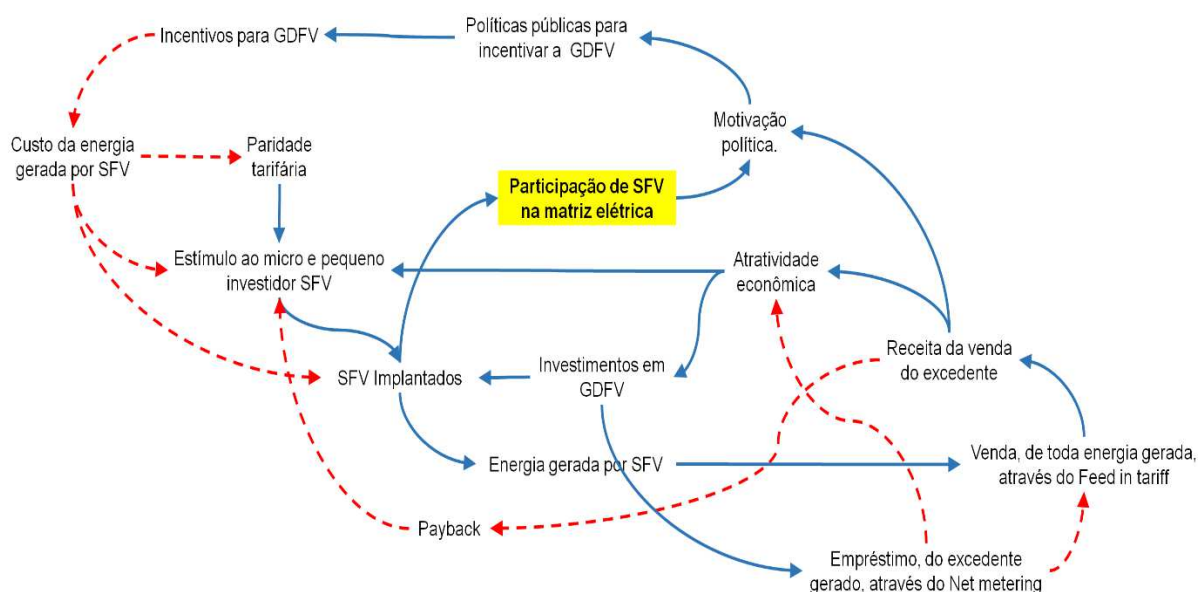 Incentivos para GDFV
Políticas públicas para
incentivar a GDFV
Motivação
política.
Custo da energia
gerada por SFV
Paridade
tarifária
Participação de SFV
na matriz elétrica
Estímulo ao micro e pequeno
investidor SFV
Atratividade
econômica
SFV Implantados
Investimentos em
GDFV
Receita da venda
do excedente
Energia gerada por SFV
Venda, de toda energia gerada,
através do Feed in tariff
Payback
Empréstimo, do excedente
gerado, através do Net metering